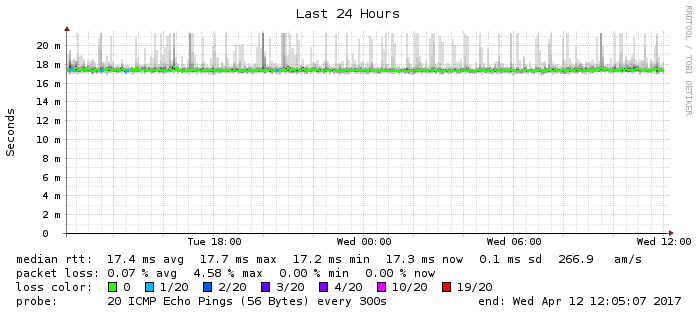 Last 24 Hours
RRDTOOL / TOBI OETIKER
Seconds
20 m
18 m
16 m
14 m
12 m
10 m
8 m
6 m
4 m
2 m
0
Tue 18:00 Wed 00:00 Wed 06:00 Wed 12:00
median rtt: 17.4 ms avg 17.7 ms max 17.2 ms min 17.3 ms now 0.1 ms sd 266.9 am/s
packet loss: 0.07 % avg 4.58 % max 0.00 % min 0.00 % now
loss color: 0 1/20 2/20 3/20 4/20 10/20 19/20
probe: 20 ICMP Echo Pings (56 Bytes) every 300s end: Wed Apr 12 12:05:07 2017